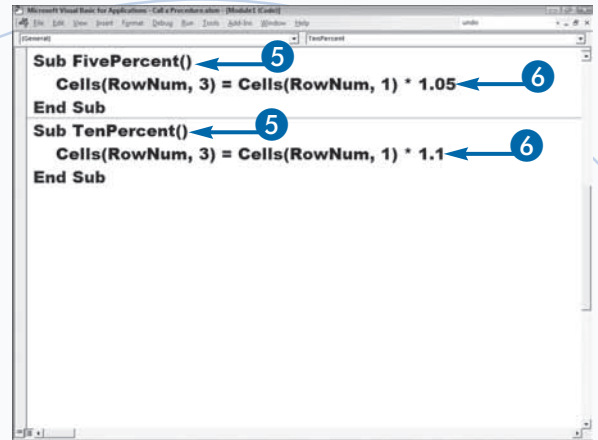 Microsoft Visual Basic for Applications - Call a Procedure.xlsm - [Module1 (Code)]
File Edit View Insert Format Debug Run Tools Add-Ins Window Help undo
(General) TenPercent
Sub FivePercent() 5
Cells(RowNum, 3) = Cells(RowNum, 1) * 1.05 6
End Sub
Sub TenPercent() 5
Cells(RowNum, 3) = Cells(RowNum, 1) * 1.1 6
End Sub